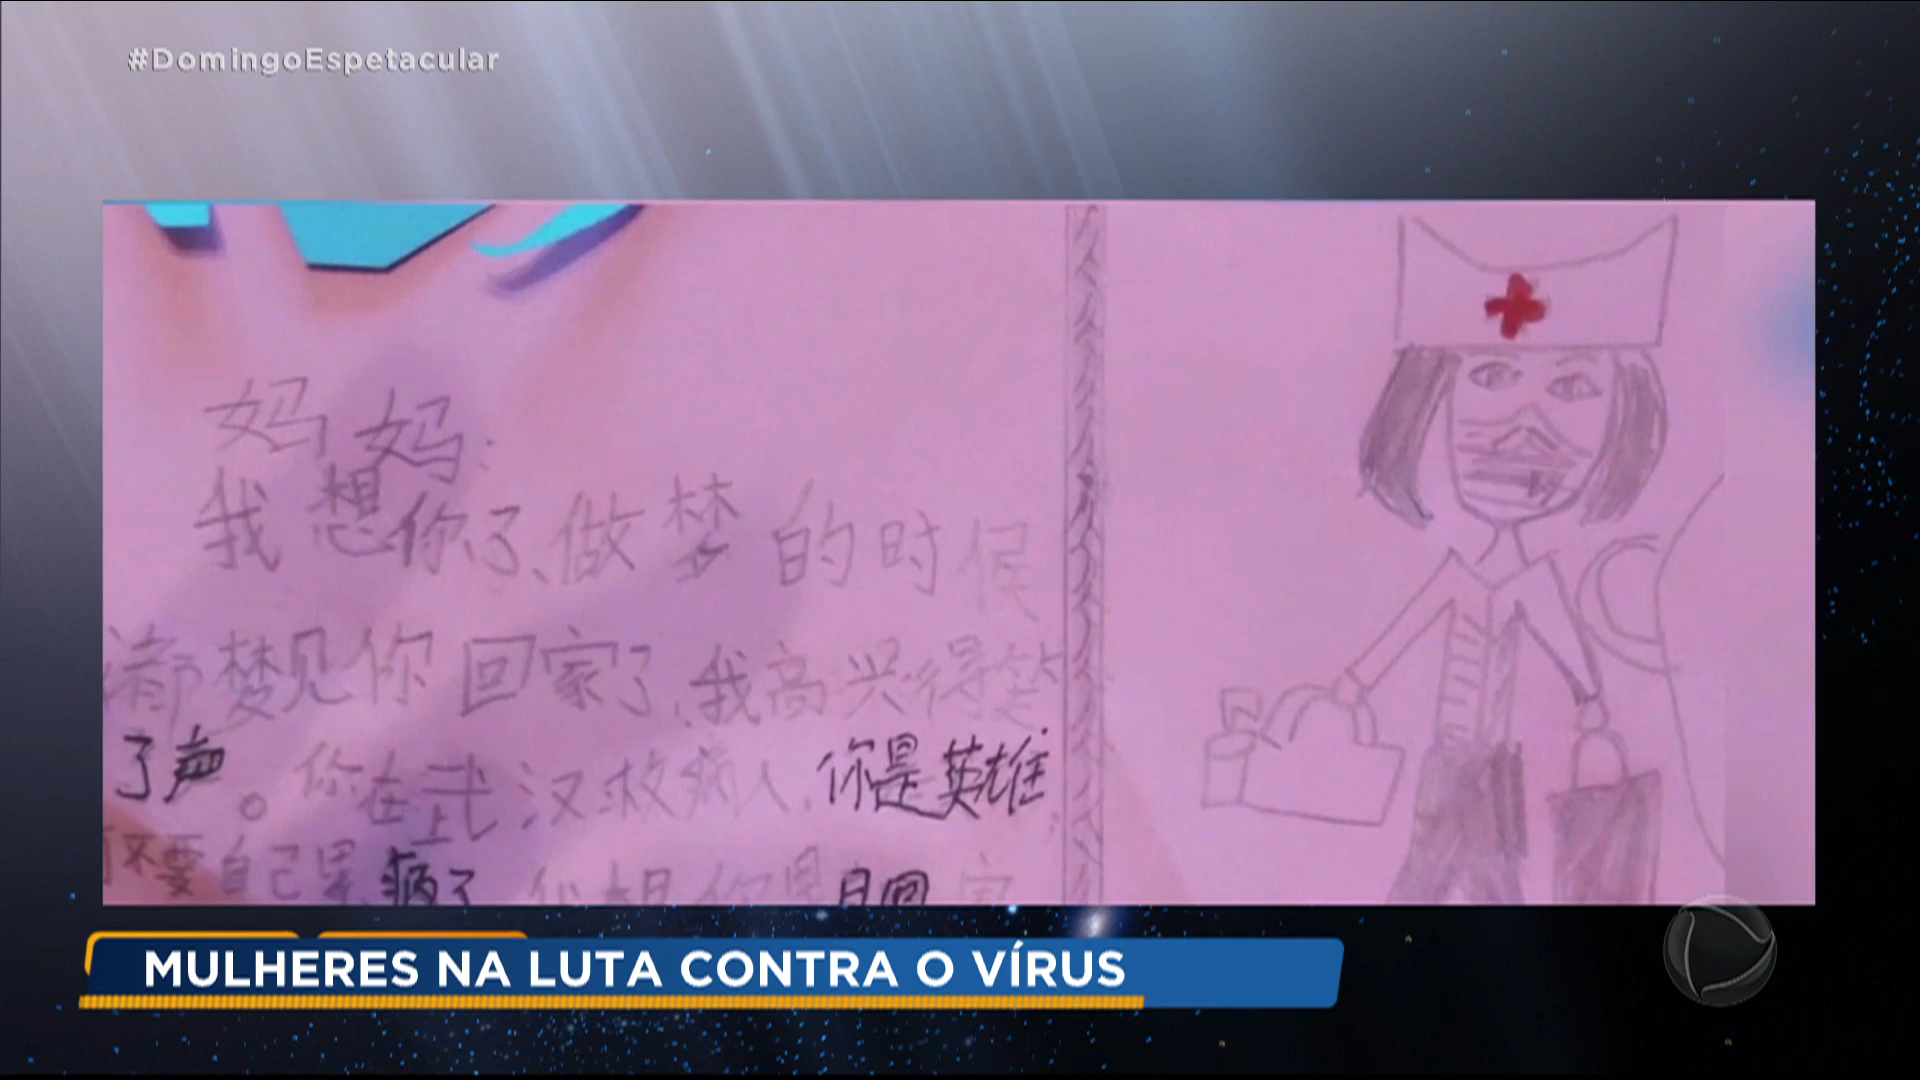 #DomingoEspetacular
妈妈:
我想你了、做梦的时候
都梦见你回家了,我高兴得笑
了声。你在武汉救病人,你是英雄
不要自己累病了
MULHERES NA LUTA CONTRA O VÍRUS